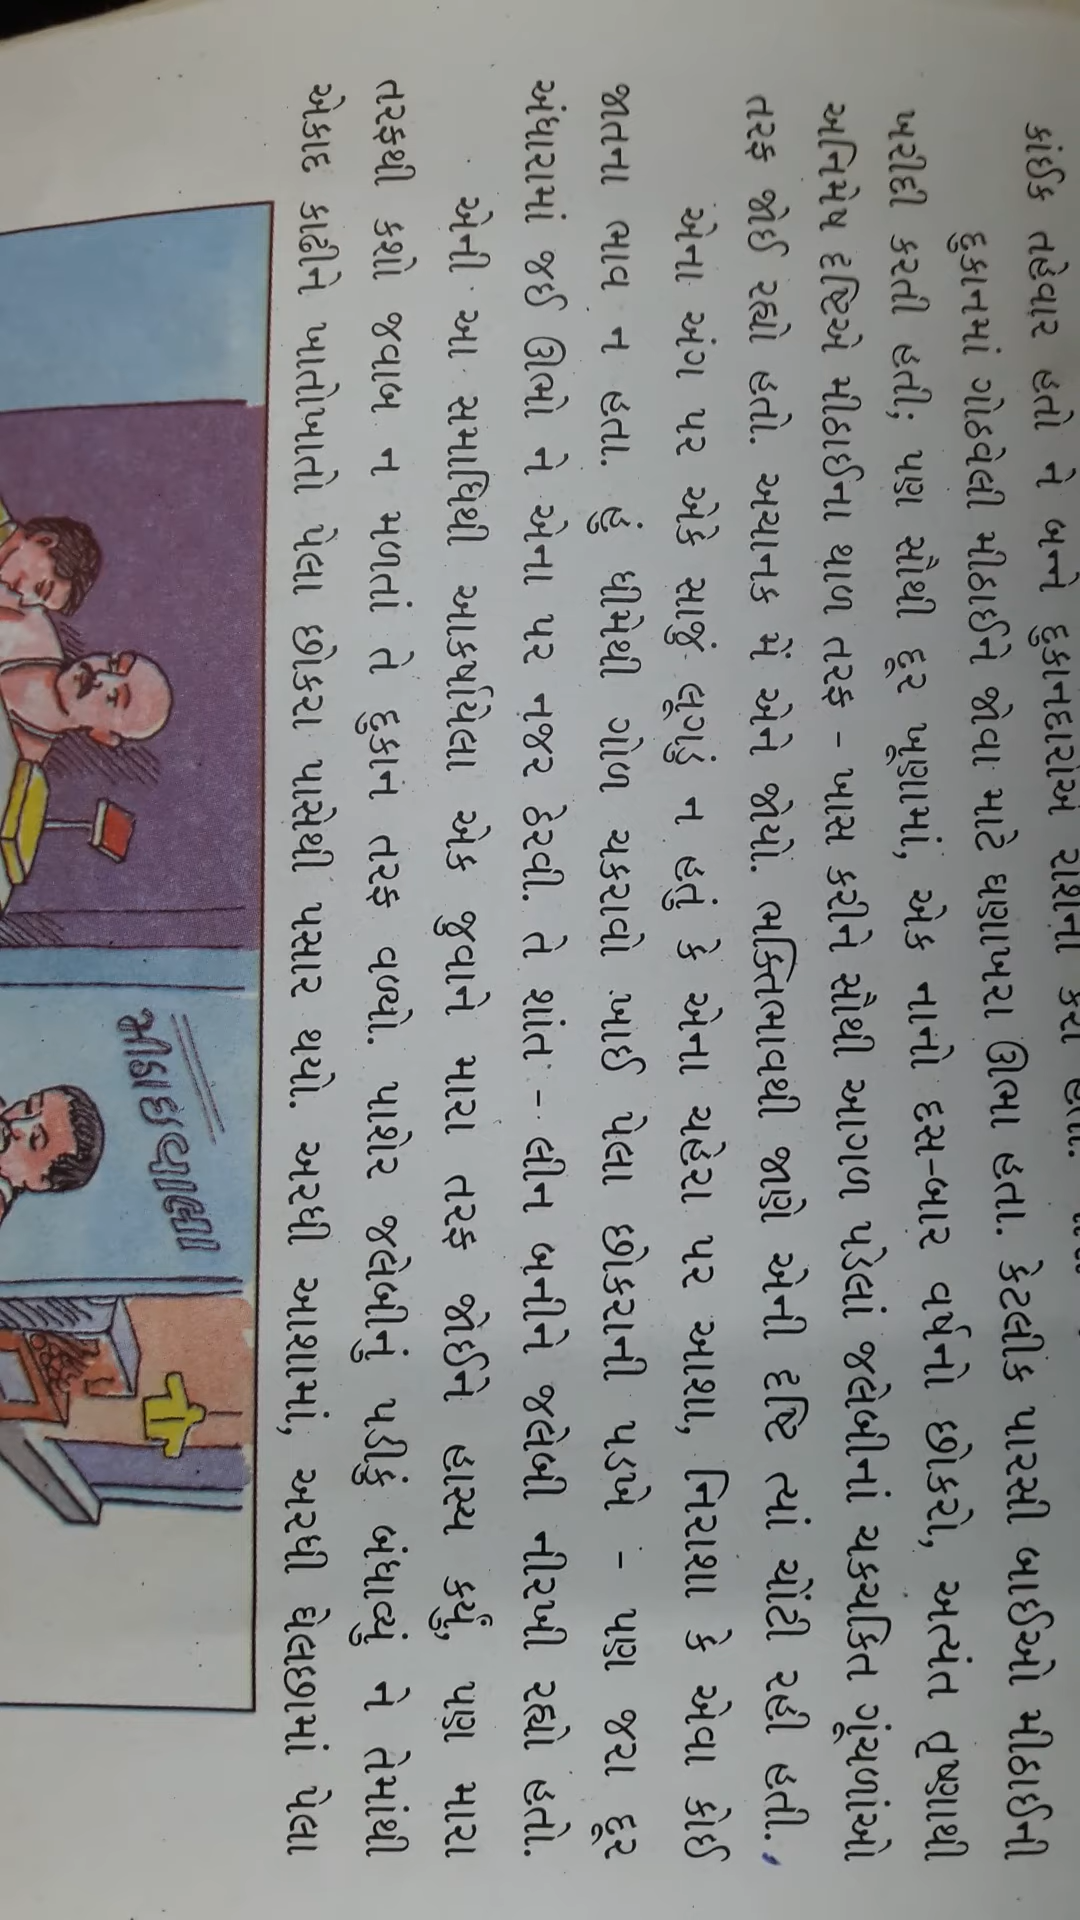 કાંઈક તહેવાર હતો ને બન્ને દુકાનદારોએ
દુકાનમાં ગોઠવેલી મીઠાઈને જોવા માટે ઘણાખરા ઊભા હતા. કેટલીક પારસી બાઈઓ મીઠાઈની
ખરીદી કરતી હતી; પણ સૌથી દૂર ખૂણામાં, એક નાનો દસ-બાર વર્ષનો છોકરો, અત્યંત તૃષ્ણાથી
અનિમેષ દૃષ્ટિએ મીઠાઈના થાળ તરફ - ખાસ કરીને સૌથી આગળ પડેલાં જલેબીનાં ચકચકિત ગૂંચળાંઓ
તરફ જોઈ રહ્યો હતો. અચાનક મેં એને જોયો. ભક્તિભાવથી જાણે એની દૃષ્ટિ ત્યાં ચોંટી રહી હતી.
એના અંગ પર એકે સાજું લૂગડું ન હતું કે એના ચહેરા પર આશા, નિરાશા કે એવા કોઈ
જાતના ભાવ ન હતા. હું ધીમેથી ગોળ ચકરાવો ખાઈ પેલા છોકરાની પડખે - પણ જરા દૂર
અંધારામાં જઈ ઊભો ને એના પર નજર ઠેરવી. તે શાંત - લીન બનીને જલેબી નીરખી રહ્યો હતો.
એની આ સમાધિથી આકર્ષાયેલા એક જુવાને મારા તરફ જોઈને હાસ્ય કર્યું, પણ મારા
તરફથી કશો જવાબ ન મળતાં તે દુકાન તરફ વળ્યો. પાશેર જલેબીનું પડીકું બંધાવ્યું ને તેમાંથી
એકાદ કાઢીને ખાતોખાતો પેલા છોકરા પાસેથી પસાર થયો. અરધી આશામાં, અરધી ઘેલછામાં પેલા
મીઠાઇવાલા